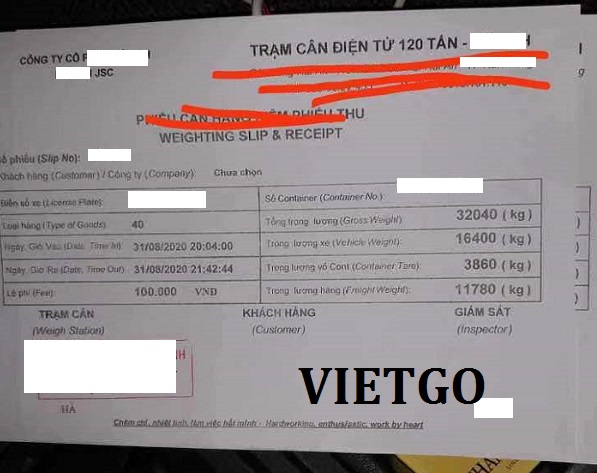 CÔNG TY CỔ P
JSC
TRẠM CÂN ĐIỆN TỬ 120 TẤN -
PHIẾU CÂN HÀNG KIÊM PHIẾU THU
WEIGHTING SLIP & RECEIPT
Số phiếu (Slip No):
Khách hàng (Customer) / Công ty (Company): Chưa chọn
Biển số xe (License Plate): Số Container (Container No.)
Loại hàng (Type of Goods): 40 Tổng trọng lượng (Gross Weight): 32040 ( kg )
Ngày, Giờ Vào (Date, Time In): 31/08/2020 20:04:00 Trọng lượng xe (Vehicle Weight): 16400 ( kg )
Ngày, Giờ Ra (Date, Time Out): 31/08/2020 21:42:44 Trọng lượng vỏ Cont (Container Tare): 3860 ( kg )
Lệ phí (Fee): 100.000 VNĐ Trọng lượng hàng (Freight Weight): 11780 ( kg )
TRẠM CÂN KHÁCH HÀNG GIÁM SÁT
(Weigh Station) (Customer) (Inspector)
VIETGO
HÀ
Chăm chỉ, nhiệt tình, làm việc hết mình - Hardworking, enthusiastic, work by heart